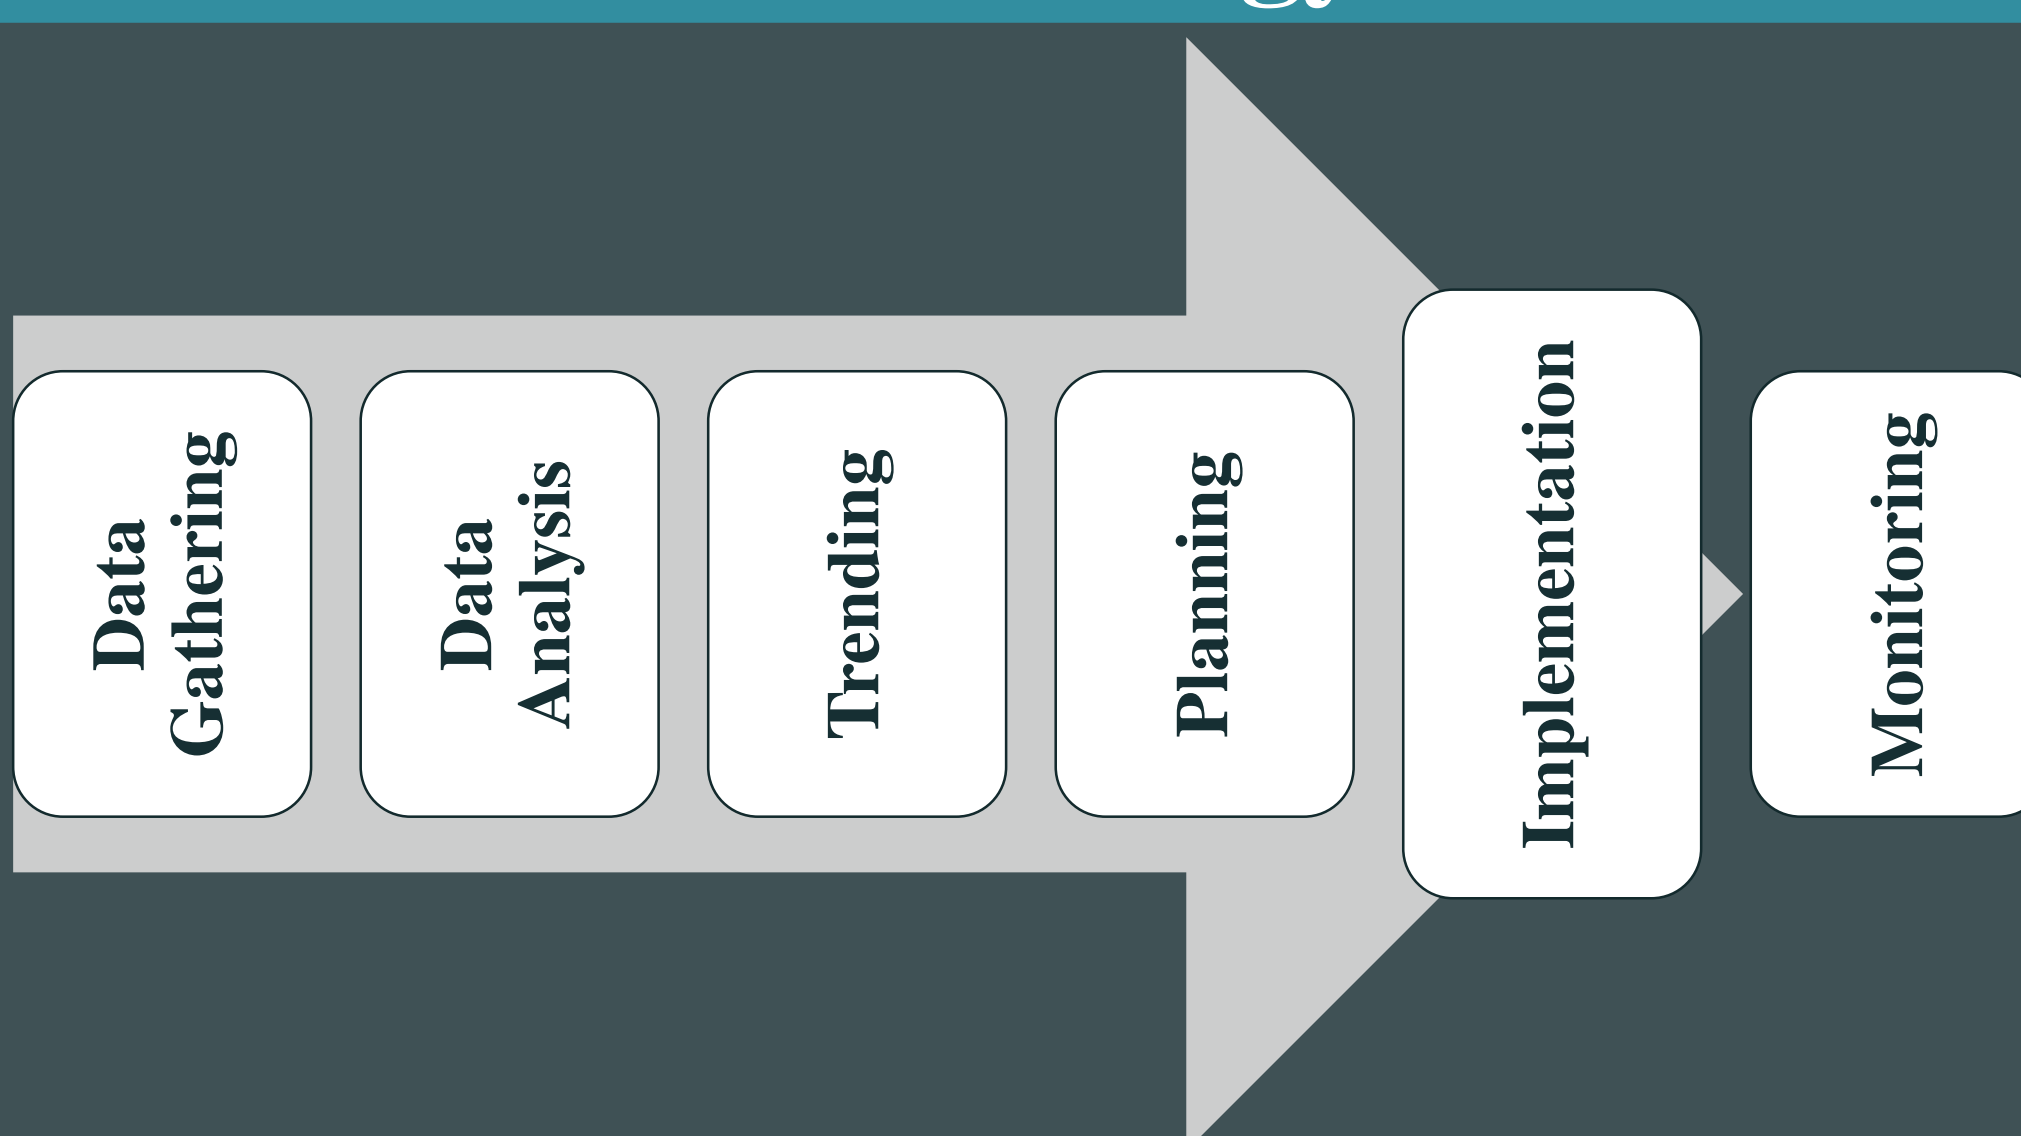 Data
Gathering
Data
Analysis
Trending
Planning
Implementation
Monitoring